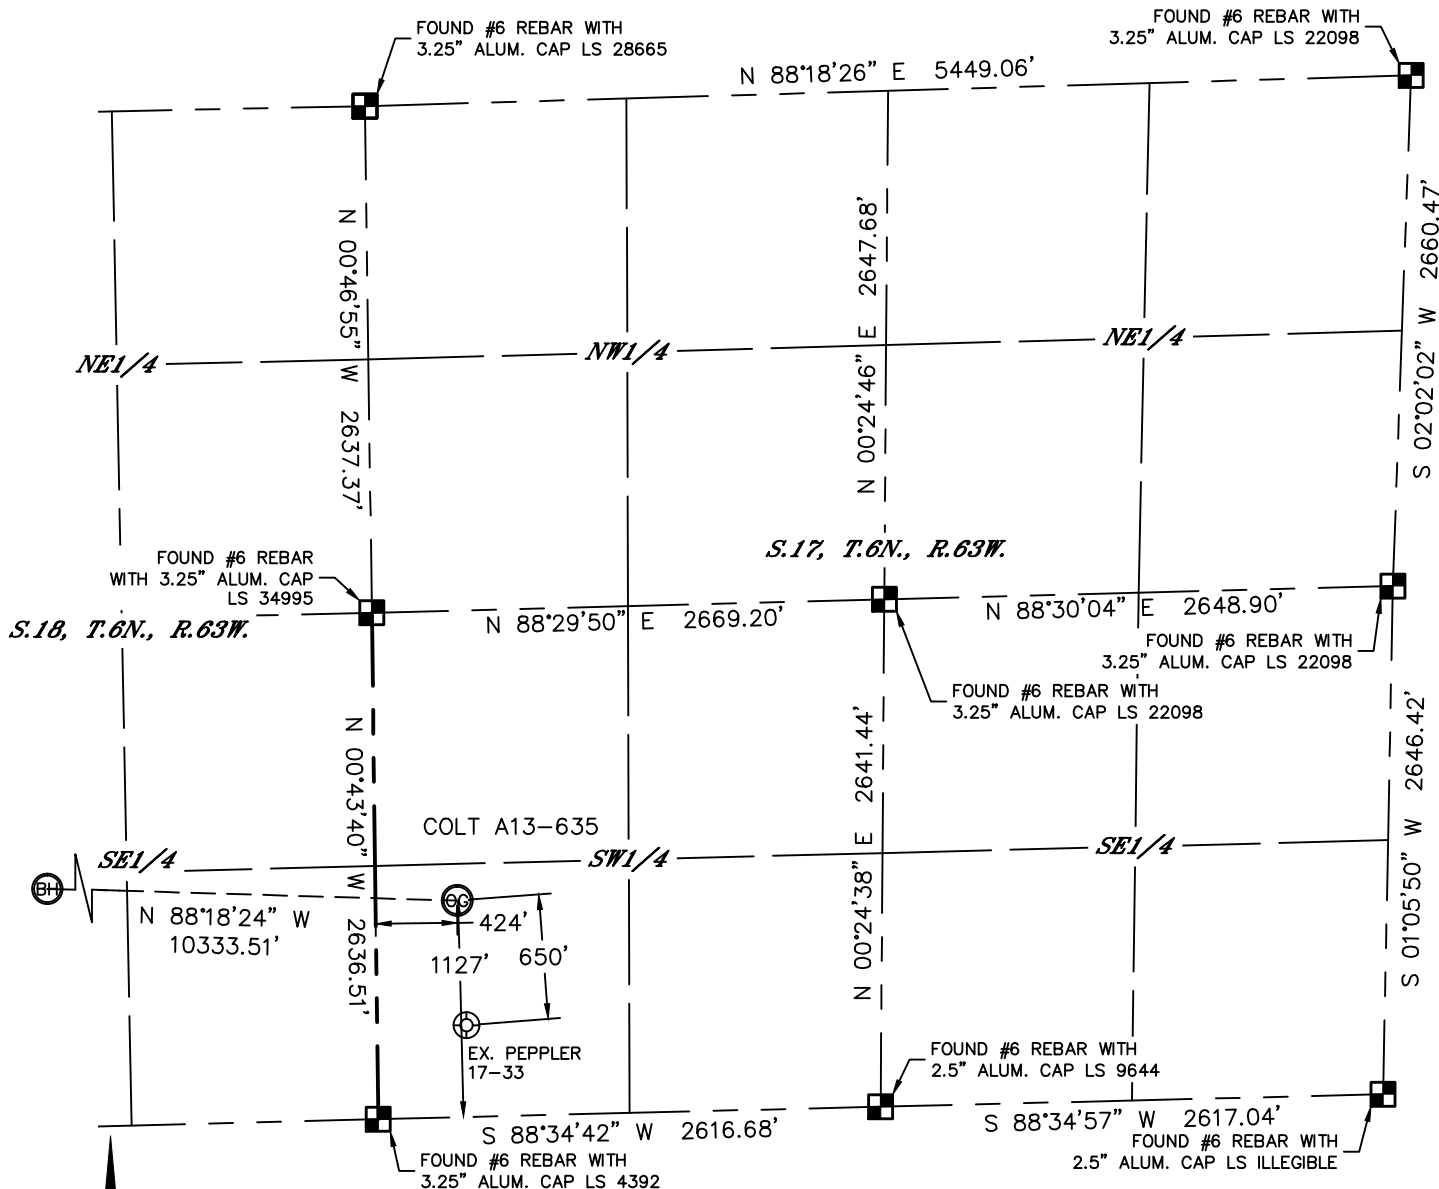 FOUND #6 REBAR WITH
3.25" ALUM. CAP LS 28665
FOUND #6 REBAR WITH
3.25" ALUM. CAP LS 22098
N 88°18'26" E 5449.06'
N 00°46'55" W 2637.37'
N 00°24'46" E 2647.68'
S 02°02'02" W 2660.47'
NE1/4
NW1/4
NE1/4
S.17, T.6N., R.63W.
FOUND #6 REBAR
WITH 3.25" ALUM. CAP
LS 34995
S.18, T.6N., R.63W.
N 88°29'50" E 2669.20'
N 88°30'04" E 2648.90'
FOUND #6 REBAR WITH
3.25" ALUM. CAP LS 22098
FOUND #6 REBAR WITH
3.25" ALUM. CAP LS 22098
N 00°43'40" W 2636.51'
N 00°24'38" E 2641.44'
S 01°05'50" W 2646.42'
COLT A13-635
SE1/4
SW1/4
SE1/4
BH
OG
N 88°18'24" W
10333.51'
424'
1127'
650'
EX. PEPPLER
17-33
FOUND #6 REBAR WITH
2.5" ALUM. CAP LS 9644
S 88°34'42" W 2616.68'
S 88°34'57" W 2617.04'
FOUND #6 REBAR WITH
2.5" ALUM. CAP LS ILLEGIBLE
FOUND #6 REBAR WITH
3.25" ALUM. CAP LS 4392